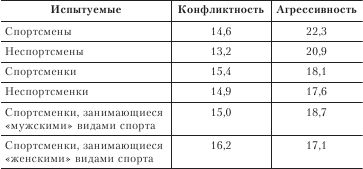 Испытуемые Конфликтность Агрессивность
Спортсмены 14,6 22,3
Неспортсмены 13,2 20,9
Спортсменки 15,4 18,1
Неспортсменки 14,9 17,6
Спортсменки, занимающиеся 15,0 18,7
«мужскими» видами спорта
Спортсменки, занимающиеся 16,2 17,1
«женскими» видами спорта